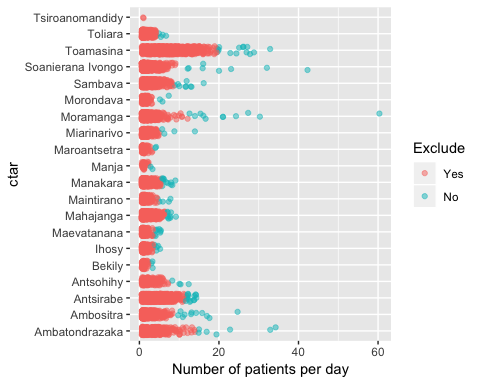 Tsiroanomandidy
Toliara
Toamasina
Soanierana Ivongo
Sambava
Morondava
Moramanga
Miarinarivo
Maroantsetra
Manja
Manakara
Maintirano
Mahajanga
Maevatanana
Ihosy
Bekily
Antsohihy
Antsirabe
Ambositra
Ambatondrazaka
ctar
0 20 40 60
Number of patients per day
Exclude
Yes
No